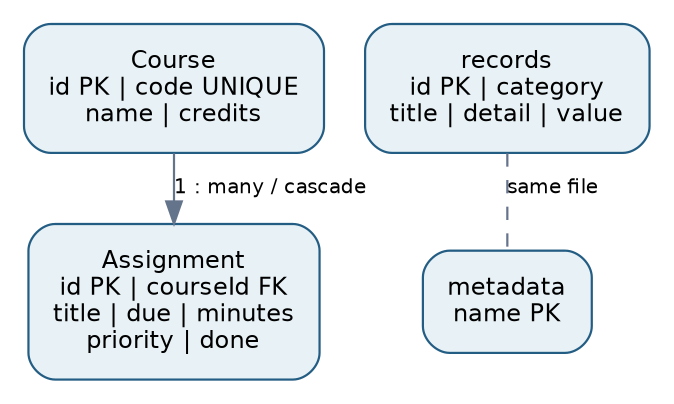 Course
id PK | code UNIQUE
name | credits
records
id PK | category
title | detail | value
1 : many / cascade
same file
Assignment
id PK | courseId FK
title | due | minutes
priority | done
metadata
name PK